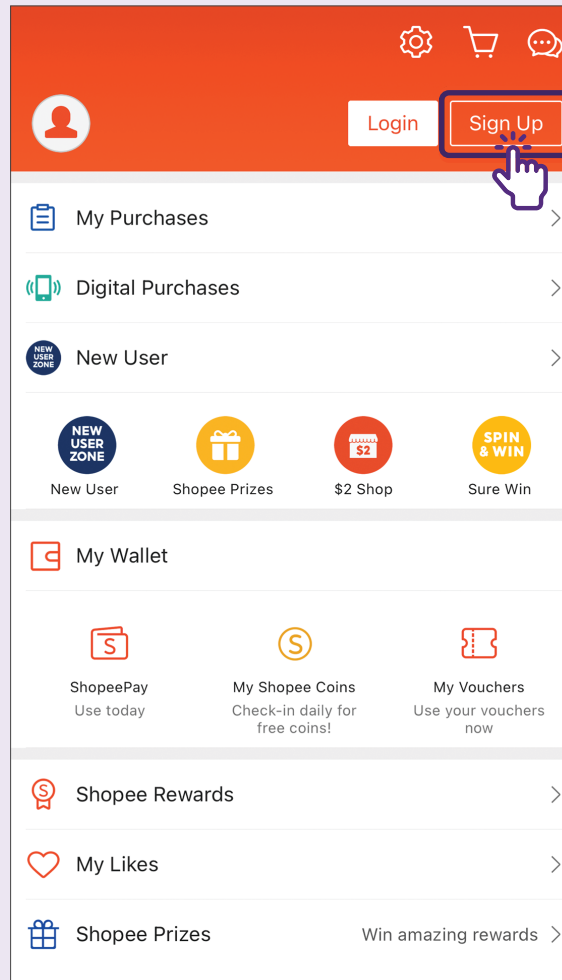 Login
Sign Up
My Purchases
Digital Purchases
NEW
USER
ZONE
New User
NEW
USER
ZONE
$2
SPIN
& WIN
New User
Shopee Prizes
$2 Shop
Sure Win
My Wallet
S
S
ShopeePay
My Shopee Coins
My Vouchers
Use today
Check-in daily for
free coins!
Use your vouchers
now
S
Shopee Rewards
My Likes
Shopee Prizes
Win amazing rewards